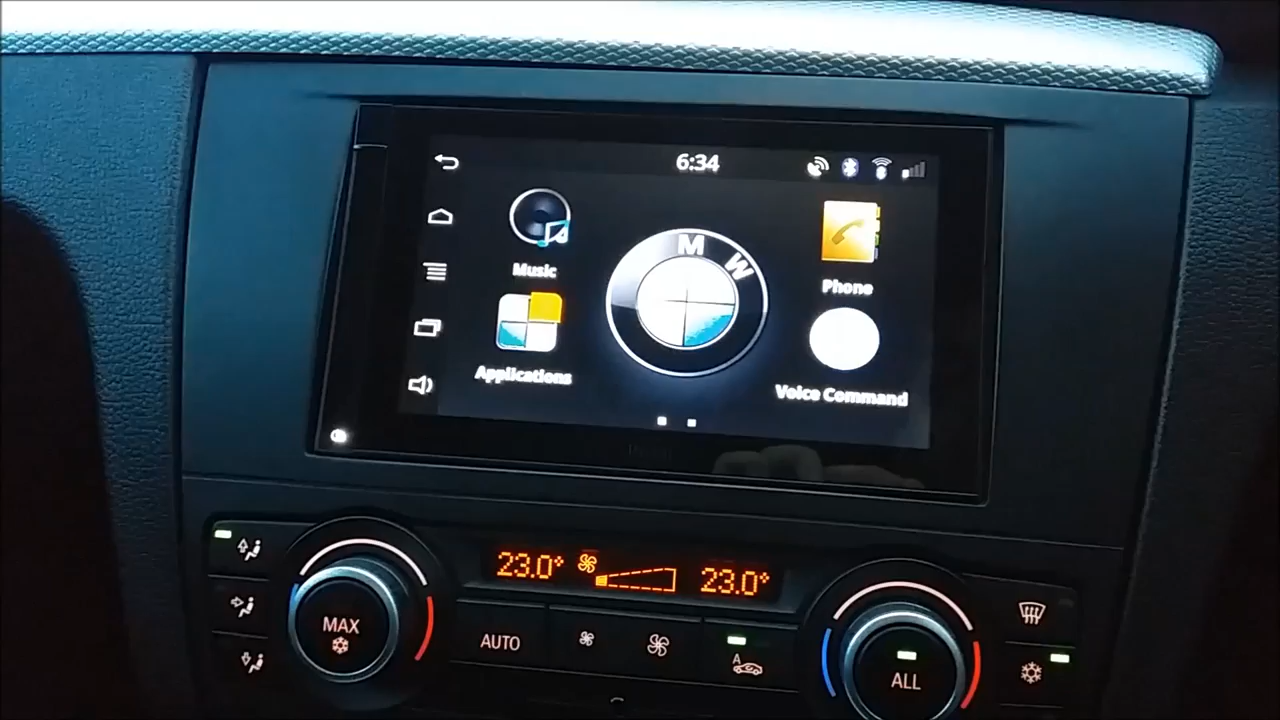 6:34
Music
M W
Phone
Applications
Voice Command
23.0°
23.0°
MAX
AUTO
A
ALL